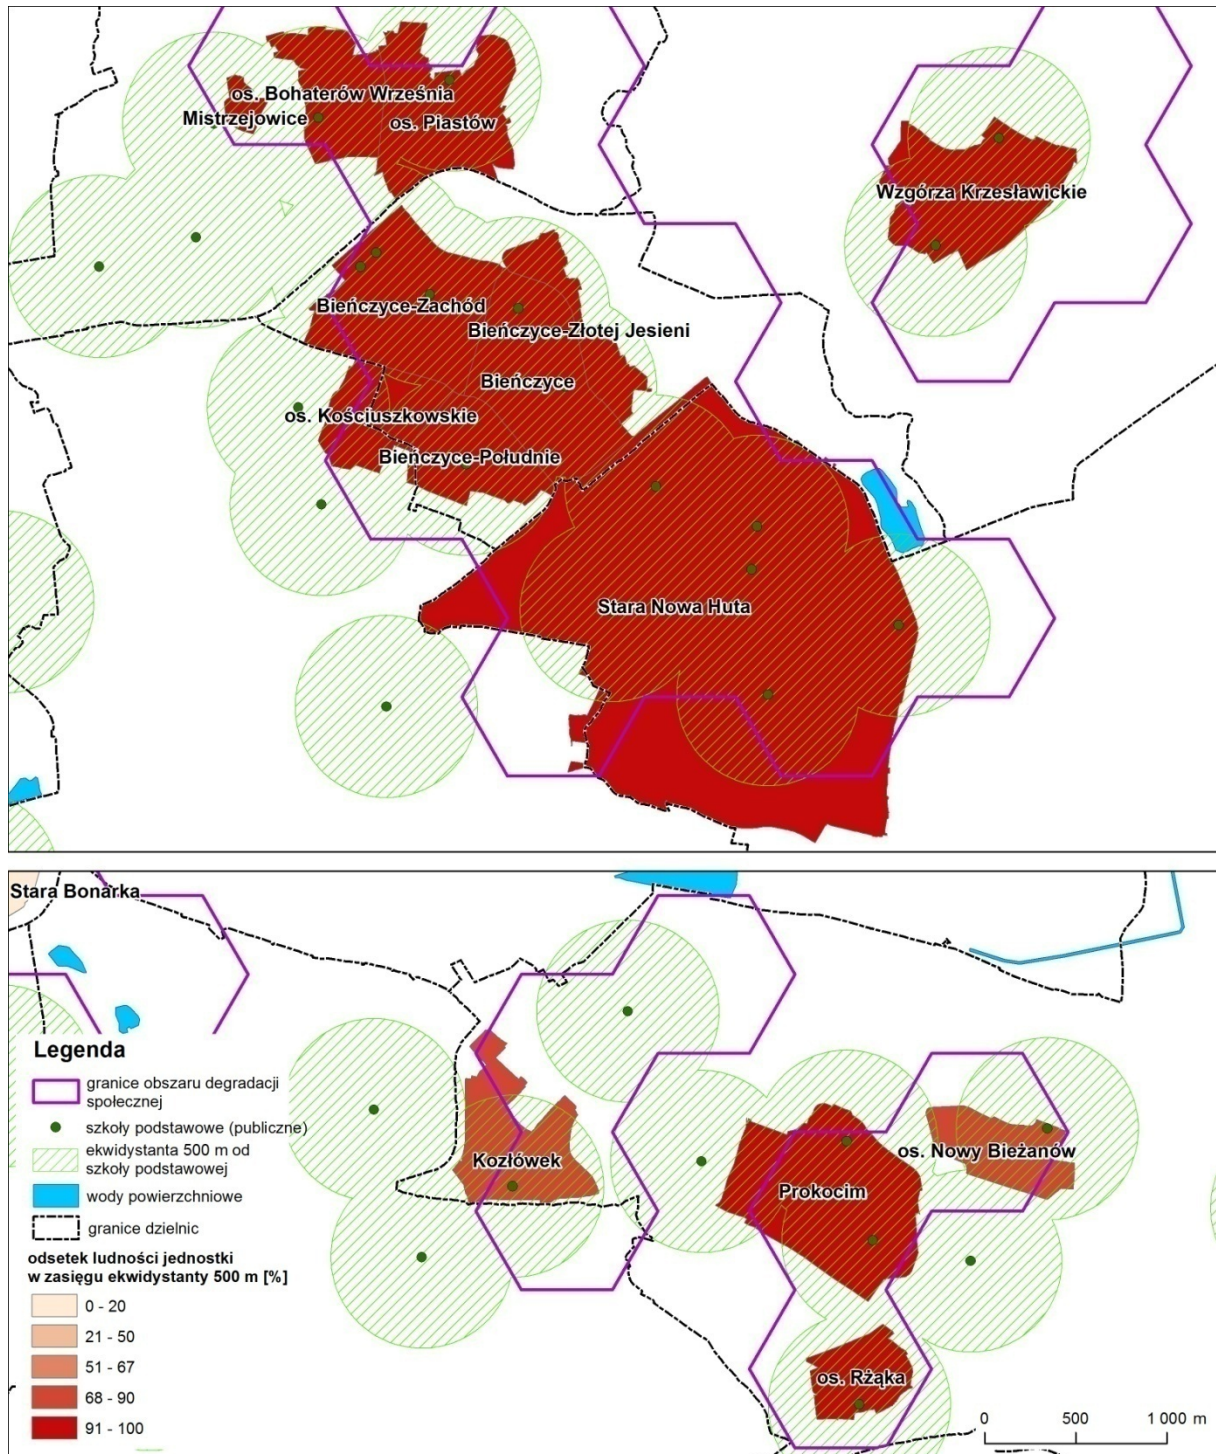 os. Bohaterów Września
Mistrzejowice
os. Piastów
Wzgórza Krzesławickie
Bieńczyce-Zachód
Bieńczyce-Złotej Jesieni
Bieńczyce
os. Kościuszkowskie
Bieńczyce-Południe
Stara Nowa Huta
Stara Bonarka
Kozłówek
os. Nowy Bieżanów
Prokocim
os. Rżąka
Legenda
granice obszaru degradacji
społecznej
szkoły podstawowe (publiczne)
ekwidystanta 500 m od
szkoły podstawowej
wody powierzchniowe
granice dzielnic
odsetek ludności jednostki
w zasięgu ekwidystanty 500 m [%]
0 - 20
21 - 50
51 - 67
68 - 90
91 - 100
0 500 1 000 m